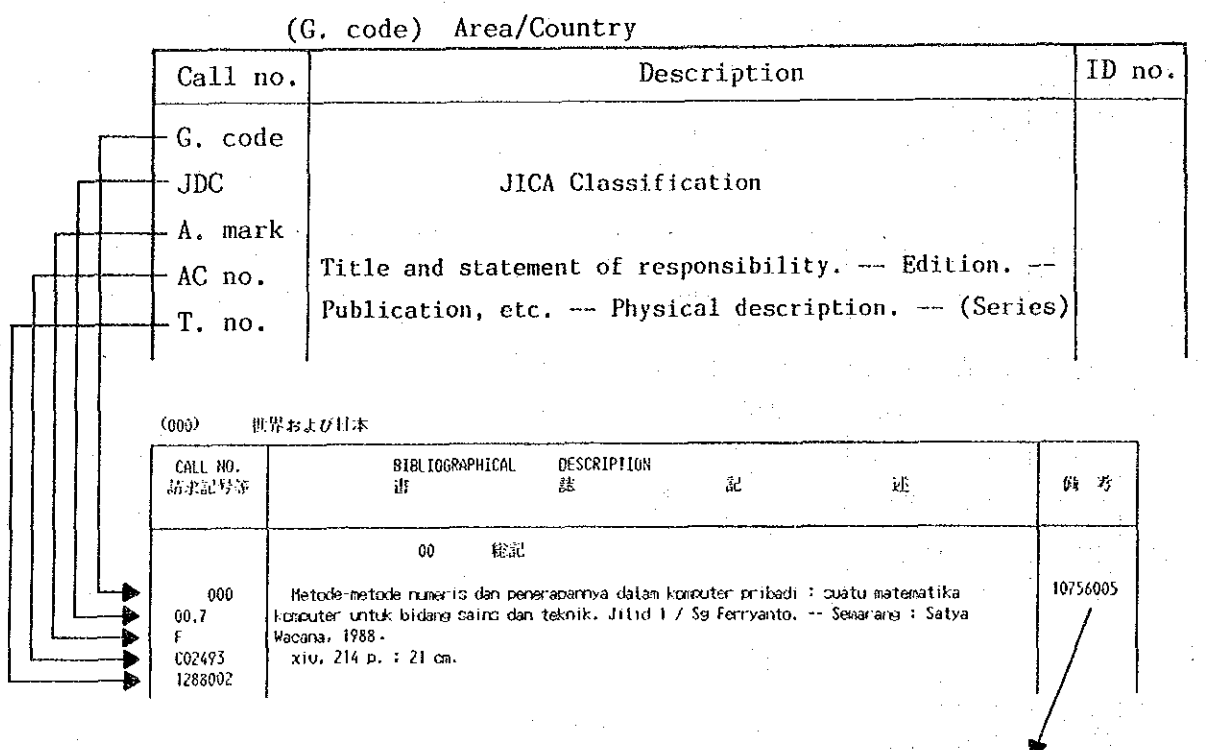 (G. code) Area/Country
Call no. Description ID no.
G. code
JDC JICA Classification
A. mark
AC no. Title and statement of responsibility. -- Edition. --
T. no. Publication, etc. -- Physical description. -- (Series)
(000) 世界および日本
CALL NO. BIBLIOGRAPHICAL DESCRIPTION
請求記号等 書 誌 記 述 備 考
00 総記
000 Metode-metode numeris dan penerapannya dalam komputer pribadi : suatu matematika 10756005
00.7 komputer untuk bidang sains dan teknik. Jilid 1 / Sg Ferryanto. -- Semarang : Satya
F Wacana, 1988.
C02493 xiv, 214 p. : 21 cm.
1288002